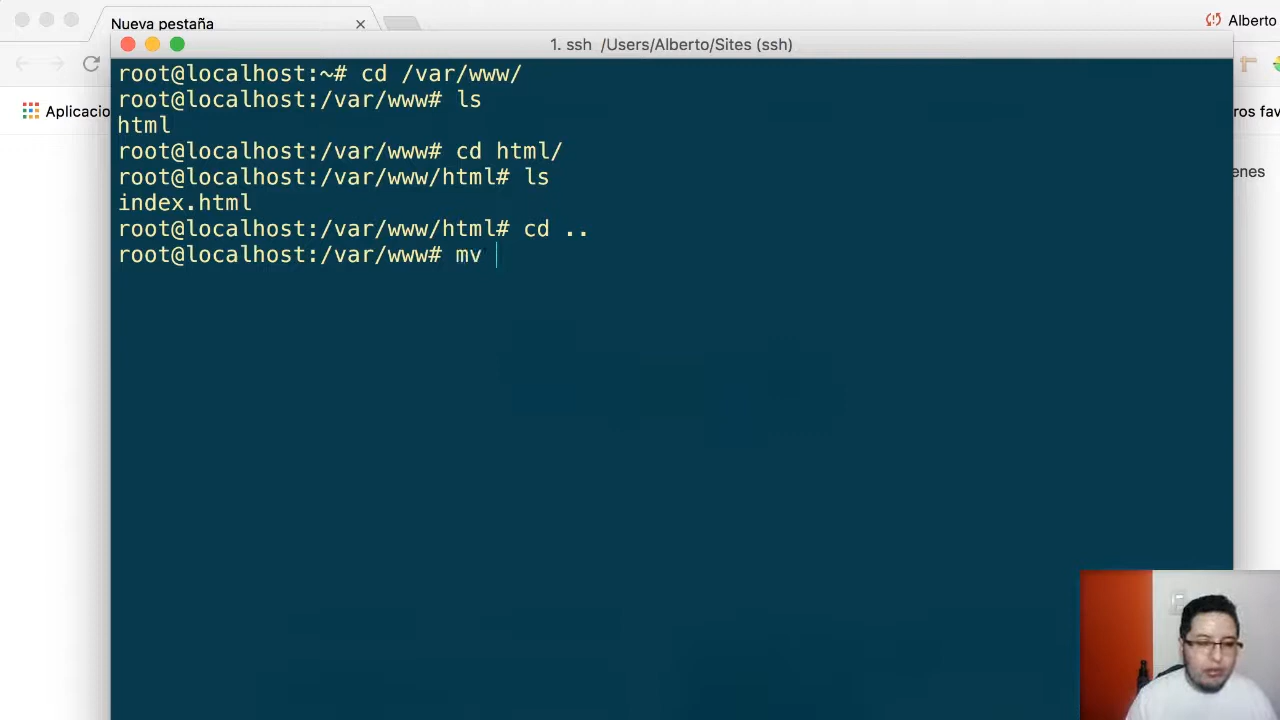 Nueva pestaña
Alberto
1. ssh /Users/Alberto/Sites (ssh)
Aplicacio
ros fav
enes
root@localhost:~# cd /var/www/
root@localhost:/var/www# ls
html
root@localhost:/var/www# cd html/
root@localhost:/var/www/html# ls
index.html
root@localhost:/var/www/html# cd ..
root@localhost:/var/www# mv